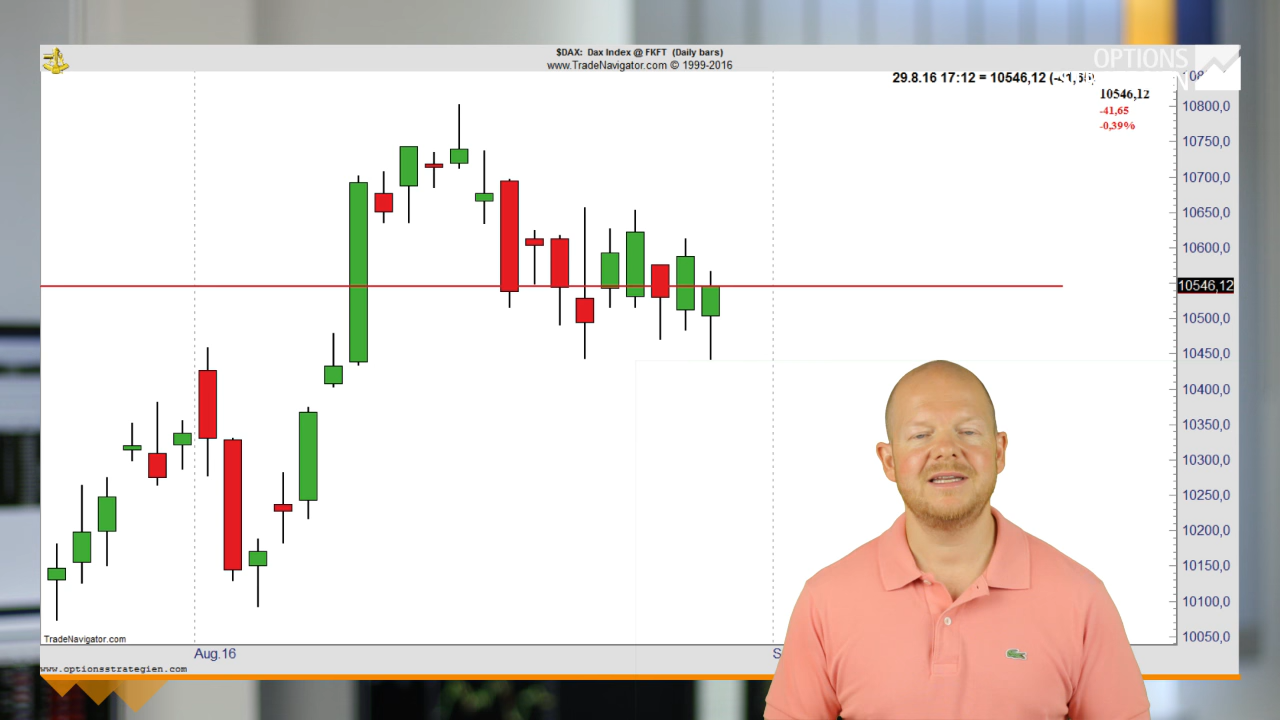 $DAX: Dax Index @ FKFT (Daily bars)
www.TradeNavigator.com © 1999-2016
OPTIONS
29.8.16 17:12 = 10546,12
10546,12
-41,65
-0,39%
10800,0
10750,0
10700,0
10650,0
10600,0
10546,12
10500,0
10450,0
10400,0
10350,0
10300,0
10250,0
10200,0
10150,0
10100,0
10050,0
TradeNavigator.com
Aug.16
www.optionsstrategien.com